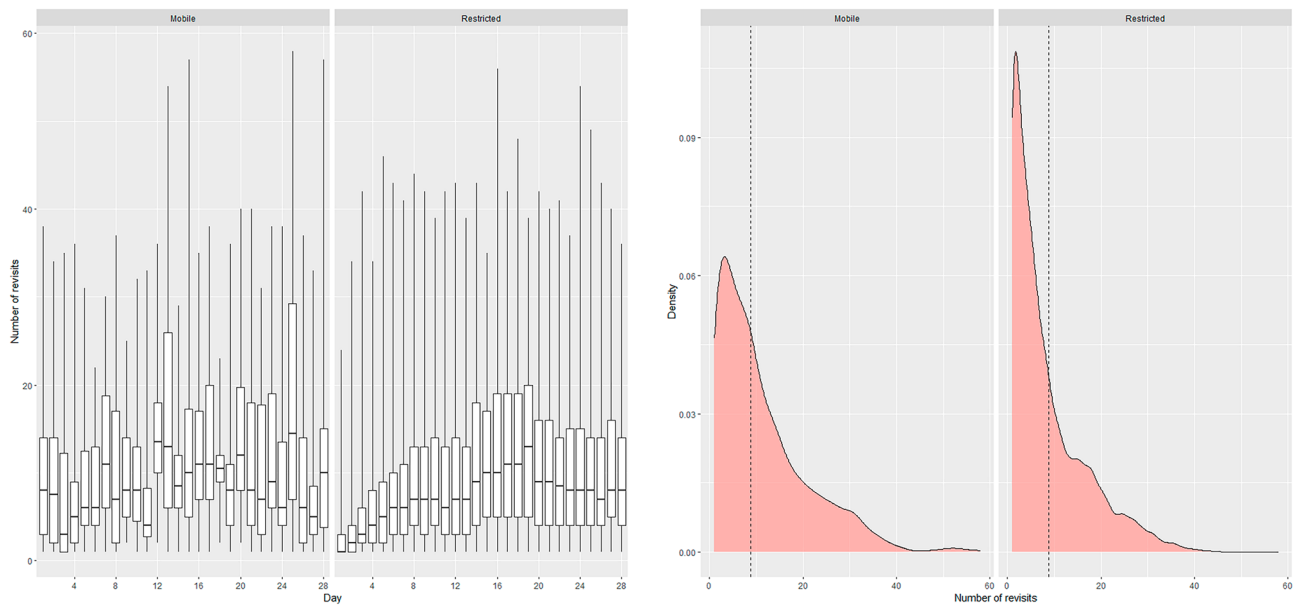 Mobile
Restricted
60
40
20
0
Number of revisits
4 8 12 16 20 24 28
4 8 12 16 20 24 28
Day
Mobile
Restricted
0.09
0.06
0.03
0.00
Density
0 20 40 60
0 20 40 60
Number of revisits